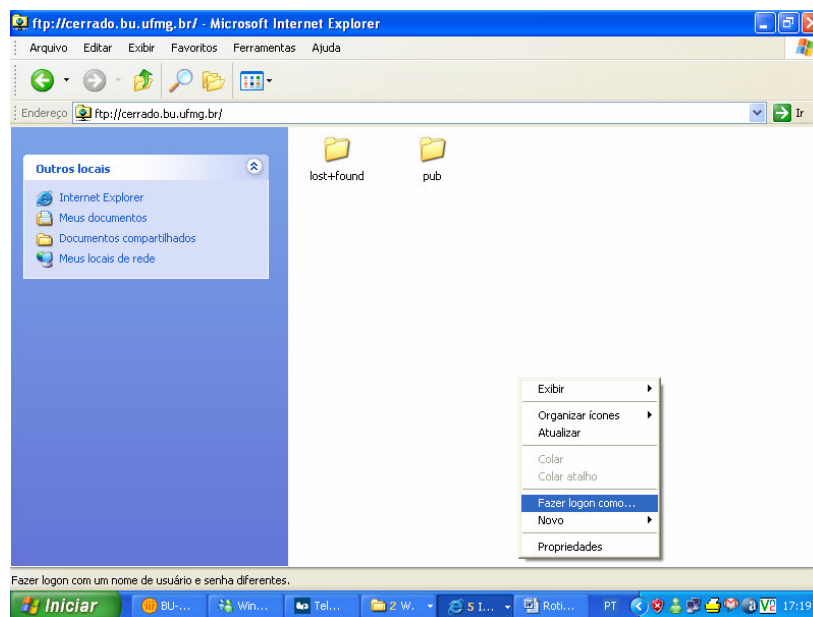 ftp://cerrado.bu.ufmg.br/ - Microsoft Internet Explorer
Arquivo Editar Exibir Favoritos Ferramentas Ajuda
Endereço ftp://cerrado.bu.ufmg.br/ Ir
Outros locais
Internet Explorer
Meus documentos
Documentos compartilhados
Meus locais de rede
lost+found pub
Exibir
Organizar ícones
Atualizar
Colar
Colar atalho
Fazer logon como...
Novo
Propriedades
Fazer logon com um nome de usuário e senha diferentes.
Iniciar BU-... Win... Tel... 2 W. 5 I... Roti... PT 17:19